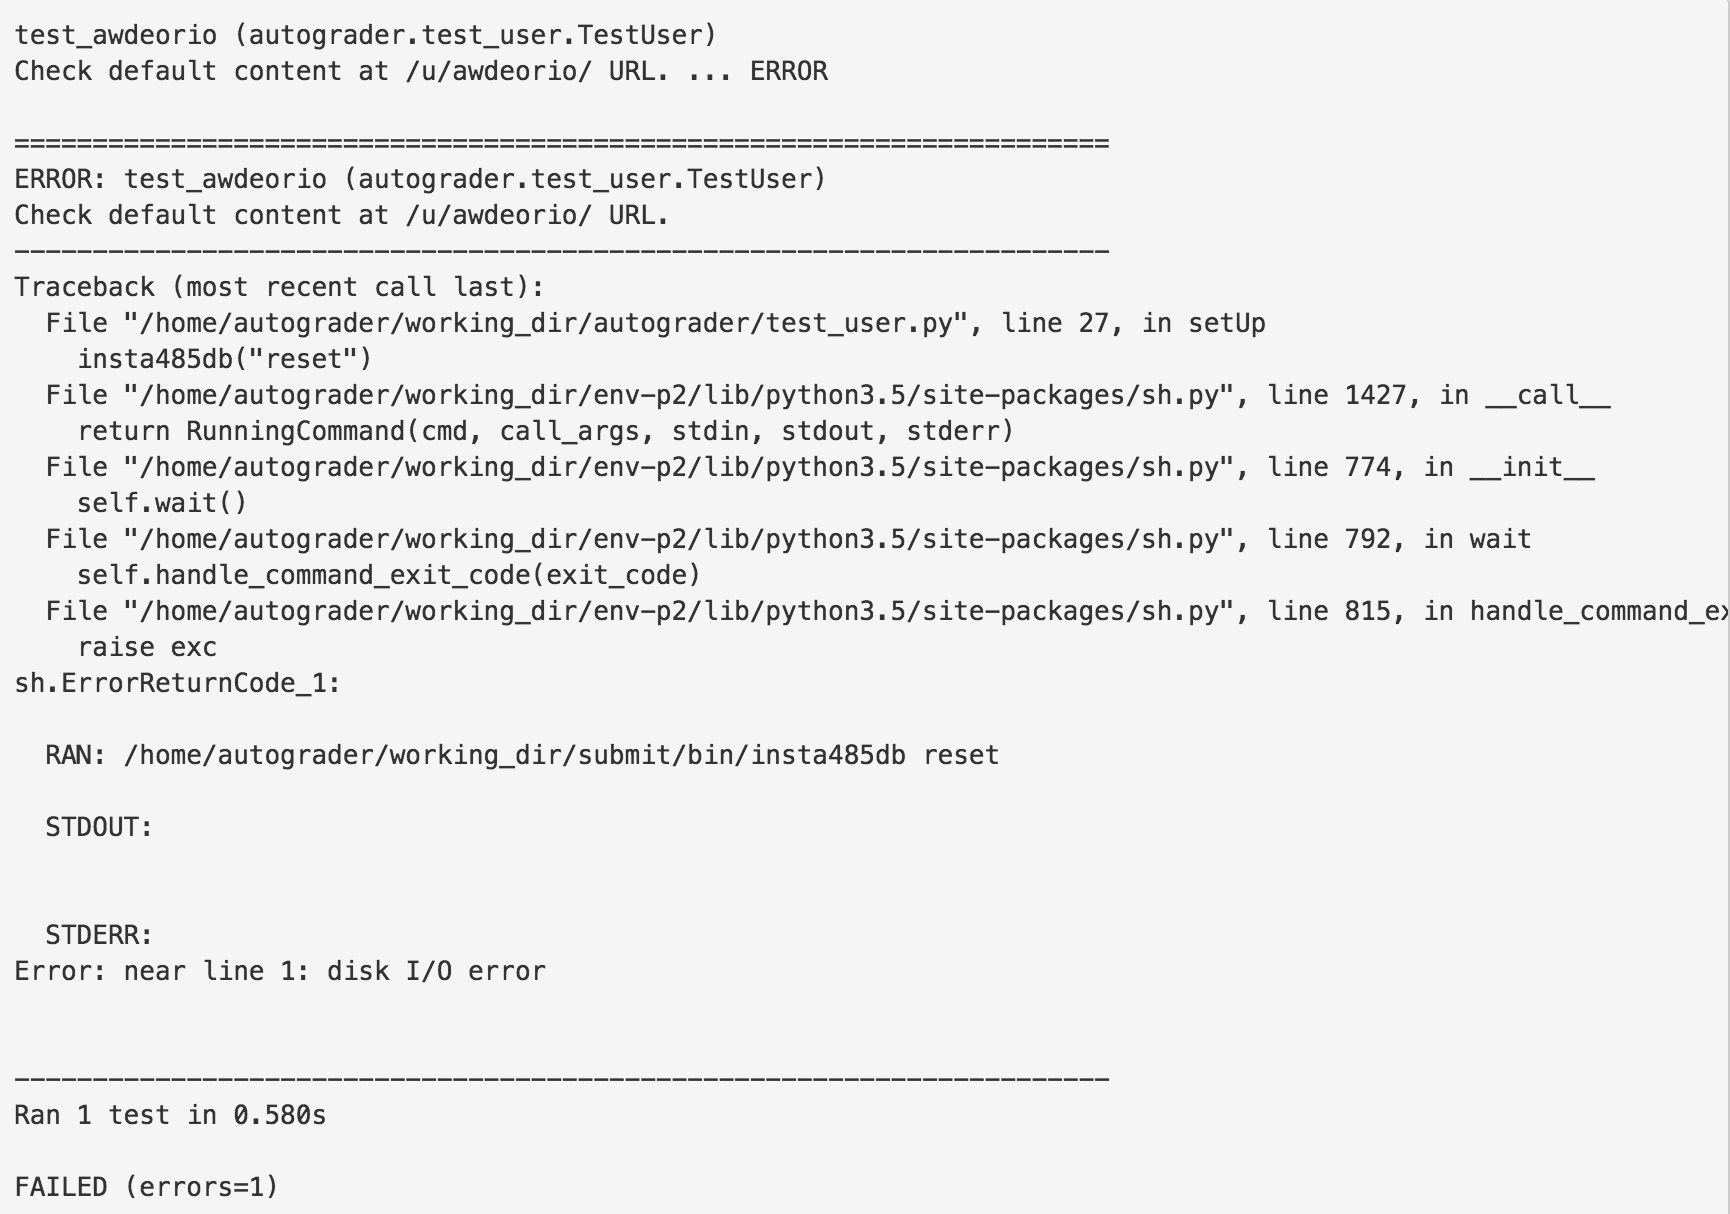 test_awdeorio (autograder.test_user.TestUser)
Check default content at /u/awdeorio/ URL. ... ERROR
======================================================================
ERROR: test_awdeorio (autograder.test_user.TestUser)
Check default content at /u/awdeorio/ URL.
----------------------------------------------------------------------
Traceback (most recent call last):
  File "/home/autograder/working_dir/autograder/test_user.py", line 27, in setUp
    insta485db("reset")
  File "/home/autograder/working_dir/env-p2/lib/python3.5/site-packages/sh.py", line 1427, in __call__
    return RunningCommand(cmd, call_args, stdin, stdout, stderr)
  File "/home/autograder/working_dir/env-p2/lib/python3.5/site-packages/sh.py", line 774, in __init__
    self.wait()
  File "/home/autograder/working_dir/env-p2/lib/python3.5/site-packages/sh.py", line 792, in wait
    self.handle_command_exit_code(exit_code)
  File "/home/autograder/working_dir/env-p2/lib/python3.5/site-packages/sh.py", line 815, in handle_command_ex
    raise exc
sh.ErrorReturnCode_1:
  RAN: /home/autograder/working_dir/submit/bin/insta485db reset
  STDOUT:
  STDERR:
Error: near line 1: disk I/O error
----------------------------------------------------------------------
Ran 1 test in 0.580s
FAILED (errors=1)